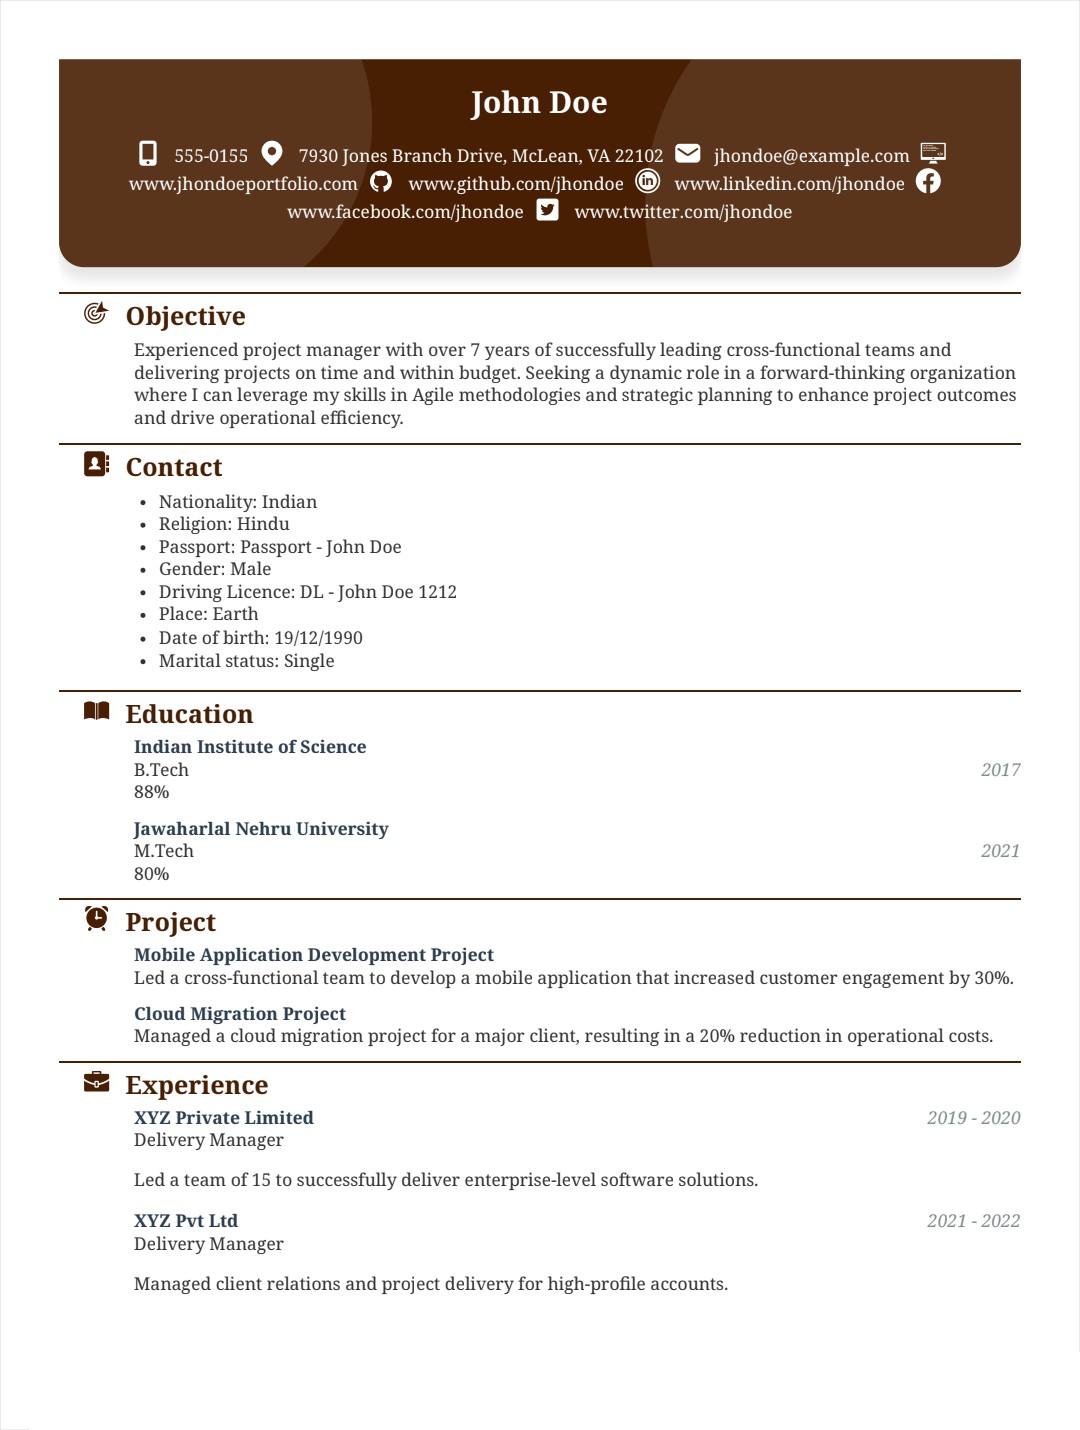 John Doe
555-0155 7930 Jones Branch Drive, McLean, VA 22102 jhondoe@example.com
www.jhondoeportfolio.com www.github.com/jhondoe www.linkedin.com/jhondoe
www.facebook.com/jhondoe www.twitter.com/jhondoe
Objective
Experienced project manager with over 7 years of successfully leading cross-functional teams and
delivering projects on time and within budget. Seeking a dynamic role in a forward-thinking organization
where I can leverage my skills in Agile methodologies and strategic planning to enhance project outcomes
and drive operational efficiency.
Contact
• Nationality: Indian
• Religion: Hindu
• Passport: Passport - John Doe
• Gender: Male
• Driving Licence: DL - John Doe 1212
• Place: Earth
• Date of birth: 19/12/1990
• Marital status: Single
Education
Indian Institute of Science
B.Tech 2017
88%
Jawaharlal Nehru University
M.Tech 2021
80%
Project
Mobile Application Development Project
Led a cross-functional team to develop a mobile application that increased customer engagement by 30%.
Cloud Migration Project
Managed a cloud migration project for a major client, resulting in a 20% reduction in operational costs.
Experience
XYZ Private Limited 2019 - 2020
Delivery Manager
Led a team of 15 to successfully deliver enterprise-level software solutions.
XYZ Pvt Ltd 2021 - 2022
Delivery Manager
Managed client relations and project delivery for high-profile accounts.